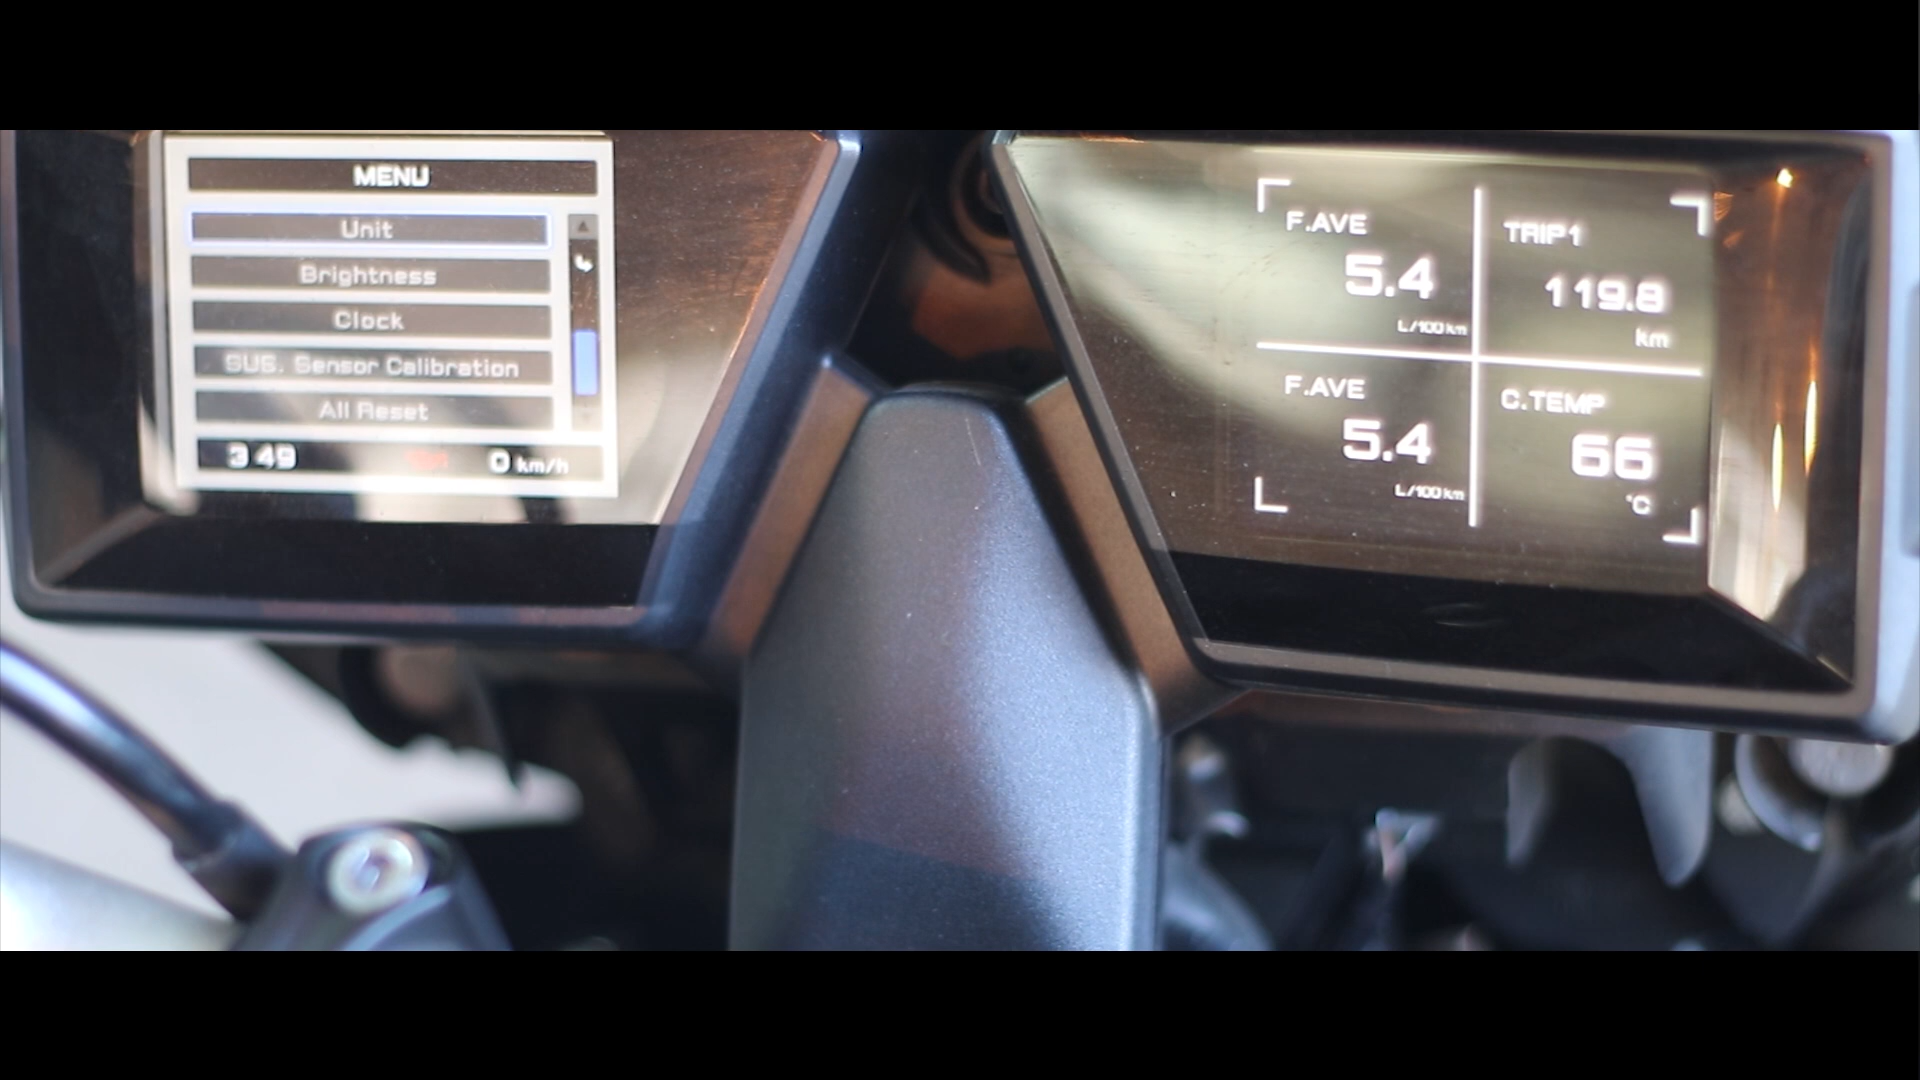 MENU
Unit
Brightness
Clock
SUS. Sensor Calibration
All Reset
3 49
0 km/h
F.AVE
5.4
L/100 km
TRIP1
119.8
km
F.AVE
5.4
L/100 km
C.TEMP
66
°C